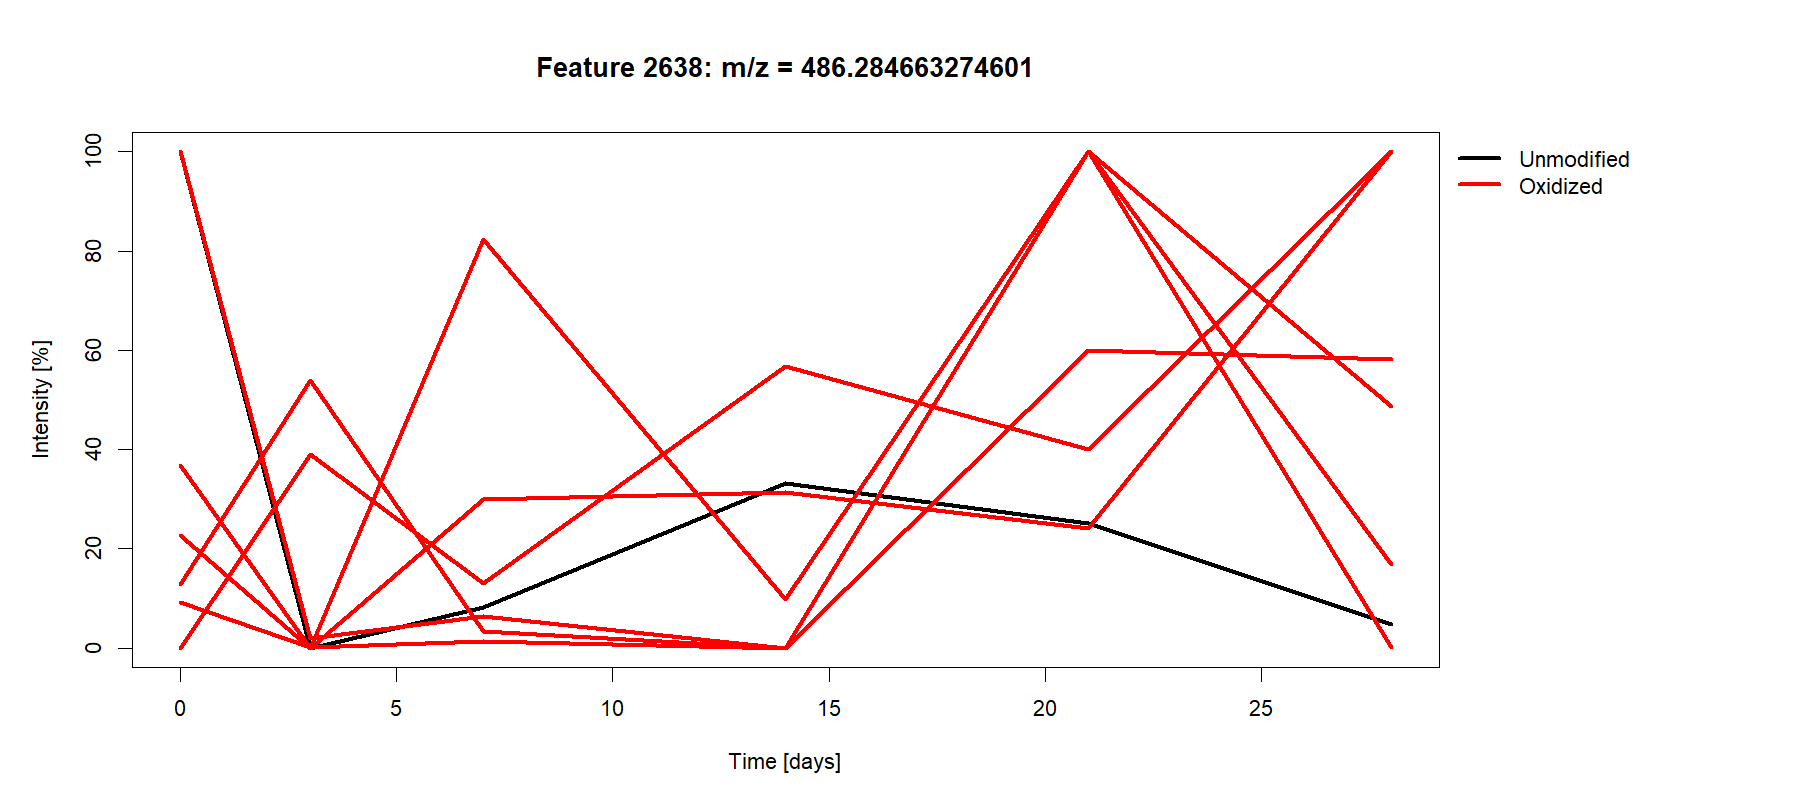 Feature 2638: m/z = 486.284663274601
Unmodified
Oxidized
Intensity [%]
100
80
60
40
20
0
0 5 10 15 20 25
Time [days]